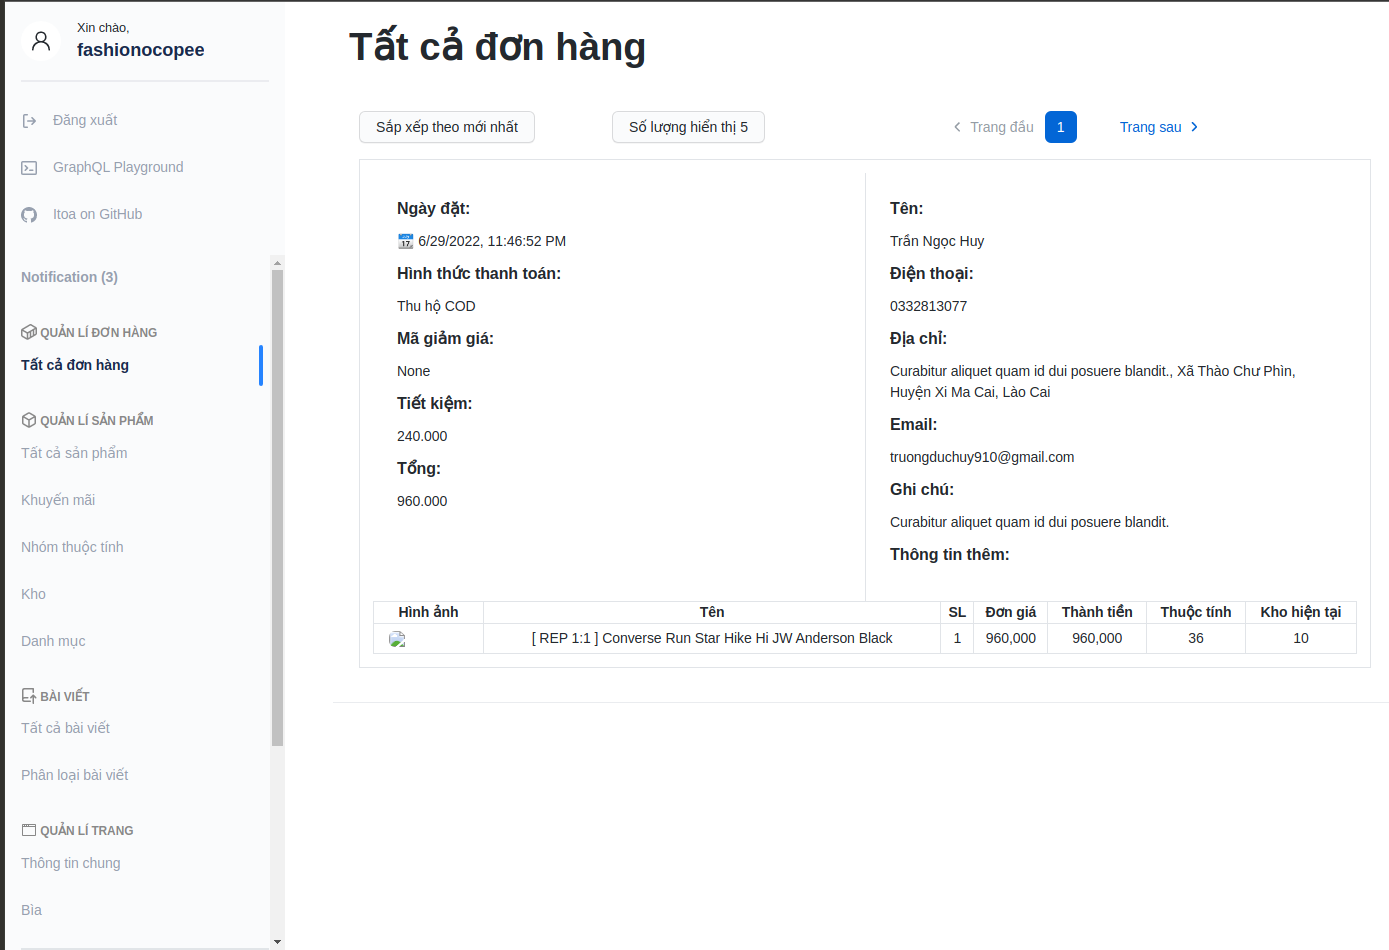 Xin chào,
fashionocopee
Đăng xuất
GraphQL Playground
Itoa on GitHub
Notification (3)
QUẢN LÍ ĐƠN HÀNG
Tất cả đơn hàng
QUẢN LÍ SẢN PHẨM
Tất cả sản phẩm
Khuyến mãi
Nhóm thuộc tính
Kho
Danh mục
BÀI VIẾT
Tất cả bài viết
Phân loại bài viết
QUẢN LÍ TRANG
Thông tin chung
Bìa
Tất cả đơn hàng
Sắp xếp theo mới nhất
Số lượng hiển thị 5
Trang đầu 1 Trang sau
Ngày đặt:
17 6/29/2022, 11:46:52 PM
Hình thức thanh toán:
Thu hộ COD
Mã giảm giá:
None
Tiết kiệm:
240.000
Tổng:
960.000
Tên:
Trần Ngọc Huy
Điện thoại:
0332813077
Địa chỉ:
Curabitur aliquet quam id dui posuere blandit., Xã Thào Chư Phìn,
Huyện Xi Ma Cai, Lào Cai
Email:
truongduchuy910@gmail.com
Ghi chú:
Curabitur aliquet quam id dui posuere blandit.
Thông tin thêm:
Hình ảnh Tên SL Đơn giá Thành tiền Thuộc tính Kho hiện tại
[ REP 1:1 ] Converse Run Star Hike Hi JW Anderson Black 1 960,000 960,000 36 10